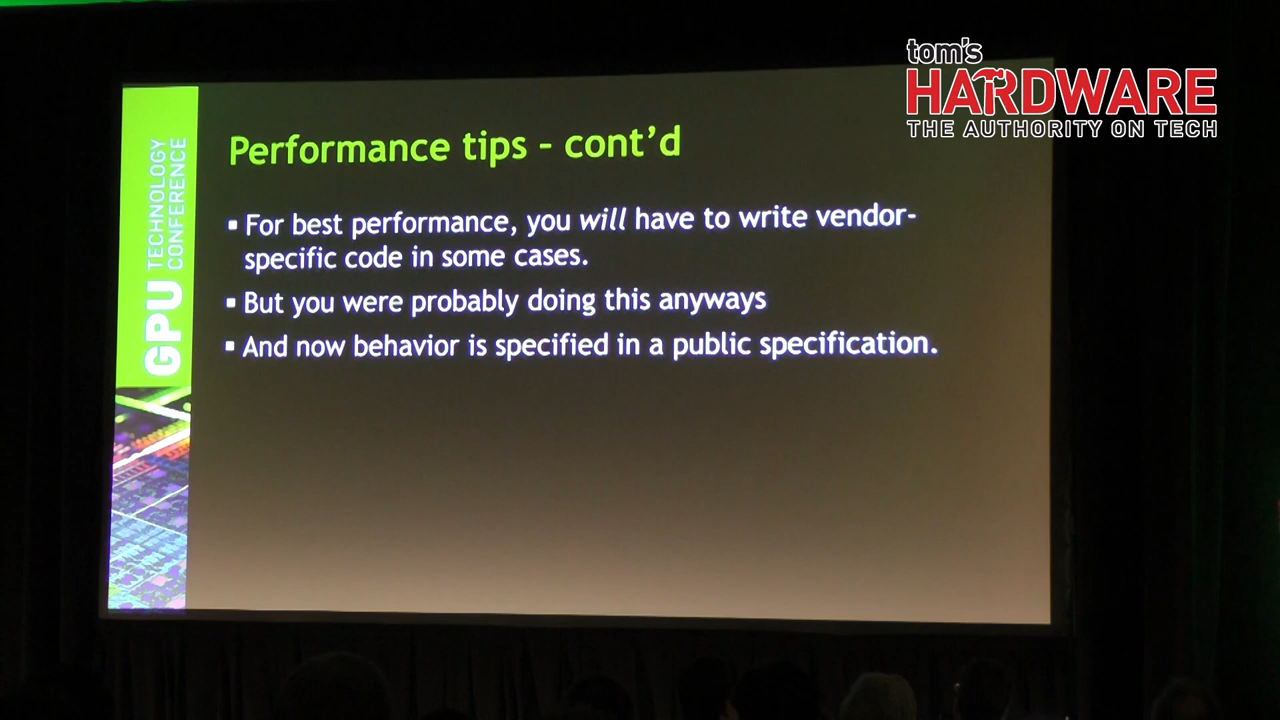 tom's
HARDWARE
THE AUTHORITY ON TECH
GPU TECHNOLOGY
CONFERENCE
Performance tips – cont'd
▪ For best performance, you will have to write vendor-
specific code in some cases.
▪ But you were probably doing this anyways
▪ And now behavior is specified in a public specification.